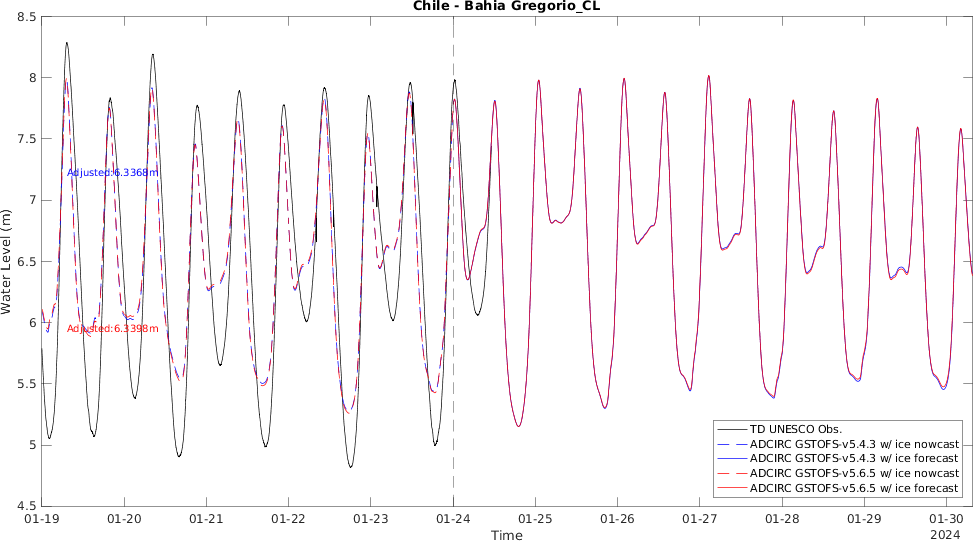 Chile - Bahia Gregorio_CL
8.5
8
7.5
7
6.5
6
5.5
5
4.5
Water Level (m)
Adjusted:6.3368m
Adjusted:6.3398m
TD UNESCO Obs.
ADCIRC GSTOFS-v5.4.3 w/ ice nowcast
ADCIRC GSTOFS-v5.4.3 w/ ice forecast
ADCIRC GSTOFS-v5.6.5 w/ ice nowcast
ADCIRC GSTOFS-v5.6.5 w/ ice forecast
01-19 01-20 01-21 01-22 01-23 01-24 01-25 01-26 01-27 01-28 01-29 01-30
Time
2024